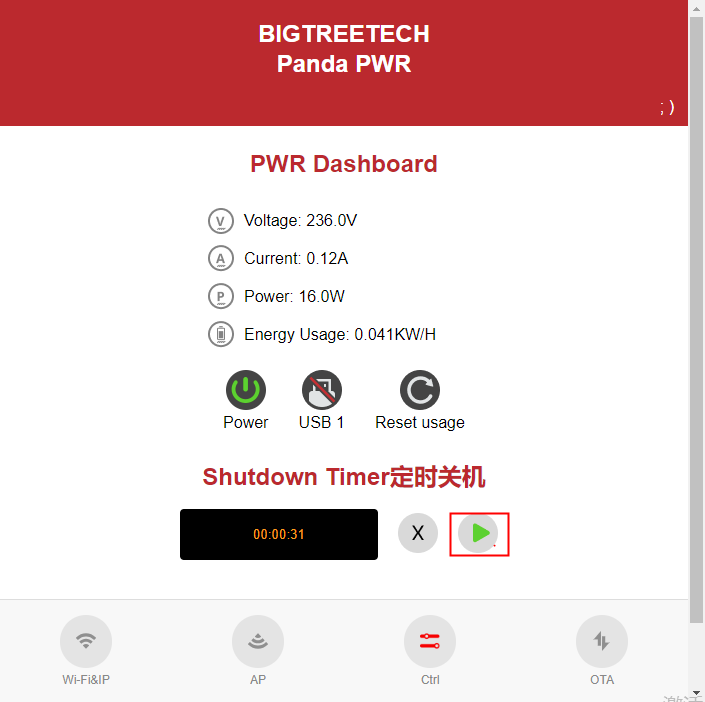 BIGTREETECH
Panda PWR
; )
PWR Dashboard
V Voltage: 236.0V
A Current: 0.12A
P Power: 16.0W
Energy Usage: 0.041KW/H
Power USB 1 Reset usage
Shutdown Timer定时关机
00:00:31 X
Wi-Fi&IP AP Ctrl OTA